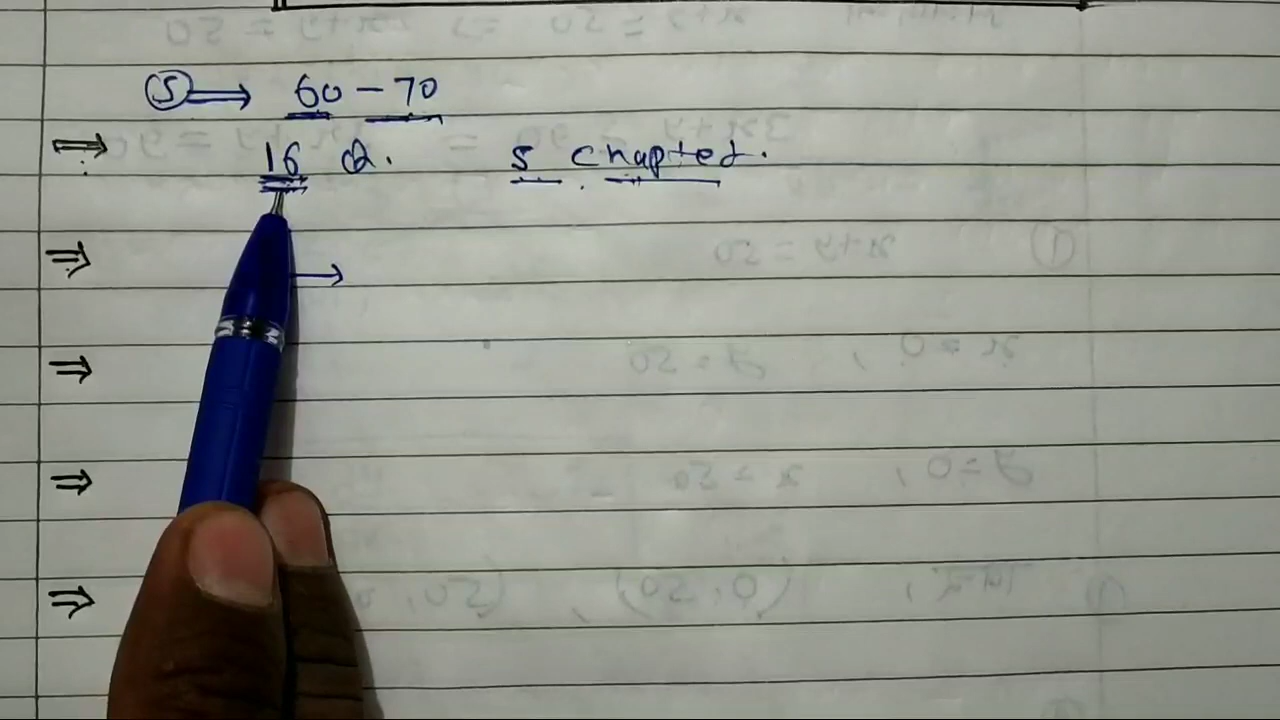 5 ⟹ 60 – 70
⟹ 16 Q. 5 chapter.
⟹ →
⟹
⟹
⟹